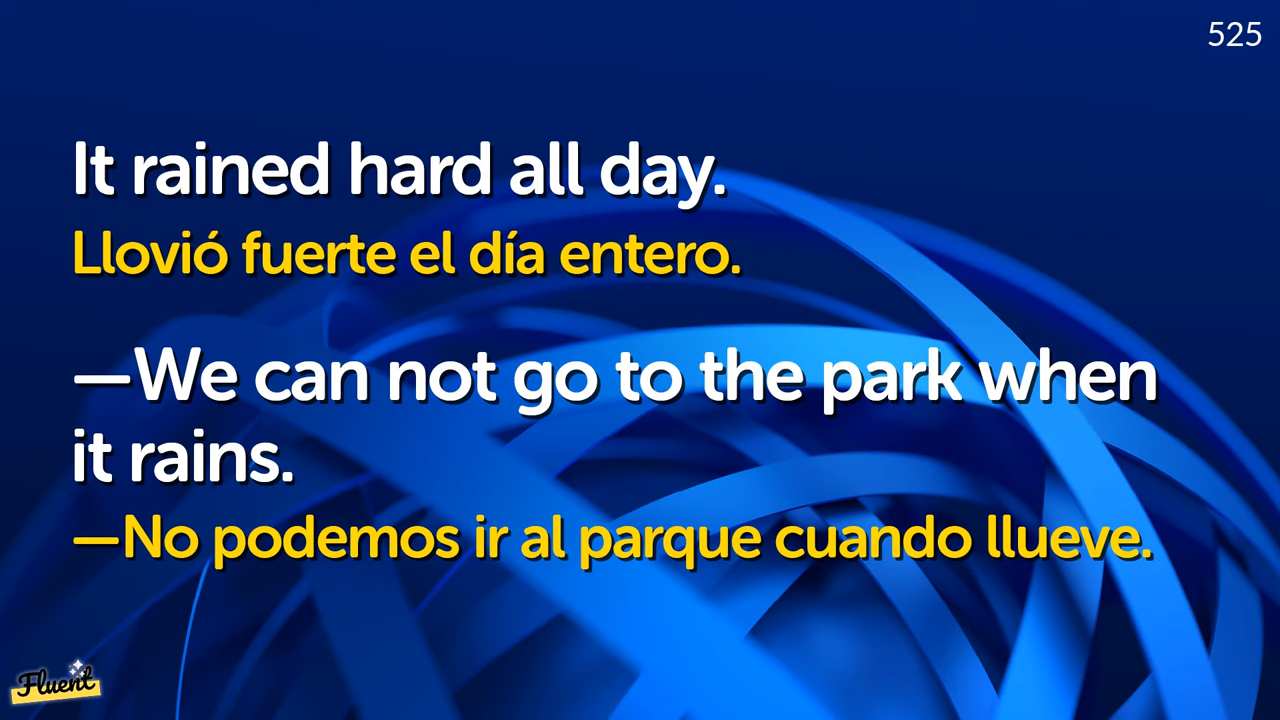 525
It rained hard all day.
Llovió fuerte el día entero.
—We can not go to the park when
it rains.
—No podemos ir al parque cuando llueve.
Fluent